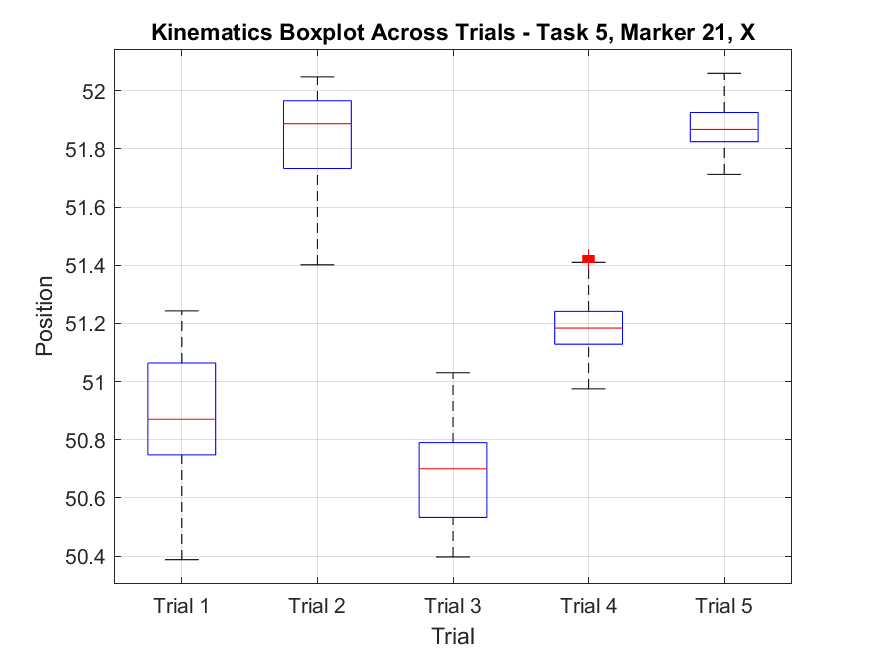 Kinematics Boxplot Across Trials - Task 5, Marker 21, X
52
51.8
51.6
51.4
51.2
51
50.8
50.6
50.4
Position
Trial 1 Trial 2 Trial 3 Trial 4 Trial 5
Trial